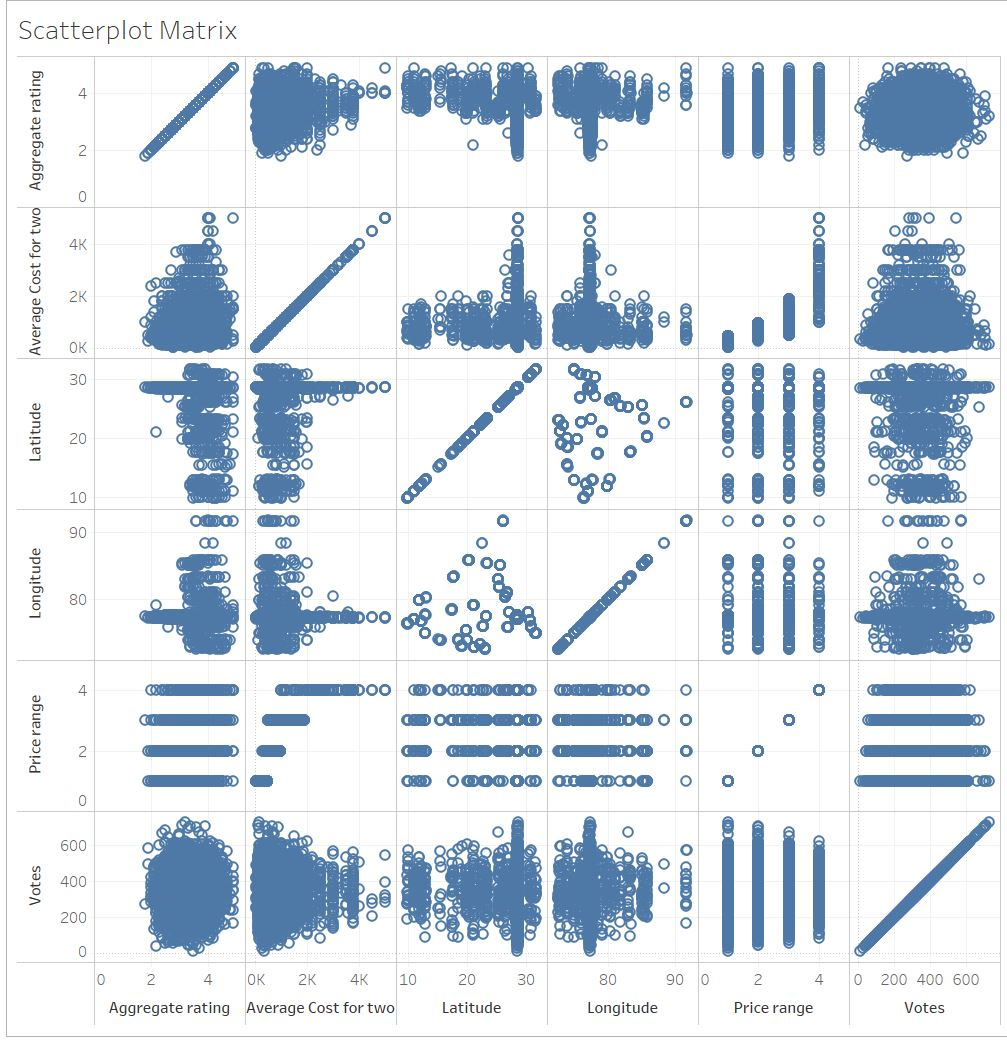 Scatterplot Matrix
Aggregate rating
4
2
0
Average Cost for two
4K
2K
0K
Latitude
30
20
10
Longitude
90
80
Price range
4
2
0
Votes
600
400
200
0
0 2 4 0K 2K 4K 10 20 30 80 90 0 2 4 0 200 400 600
Aggregate rating Average Cost for two Latitude Longitude Price range Votes